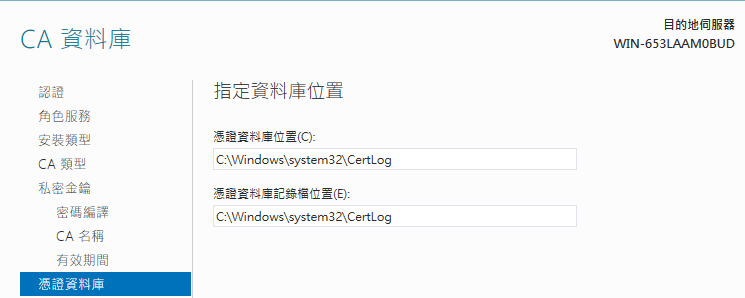 CA 資料庫
目的地伺服器
WIN-653LAAM0BUD
認證
角色服務
安裝類型
CA 類型
私密金鑰
密碼編譯
CA 名稱
有效期間
憑證資料庫
指定資料庫位置
憑證資料庫位置(C):
C:\Windows\system32\CertLog
憑證資料庫記錄檔位置(E):
C:\Windows\system32\CertLog